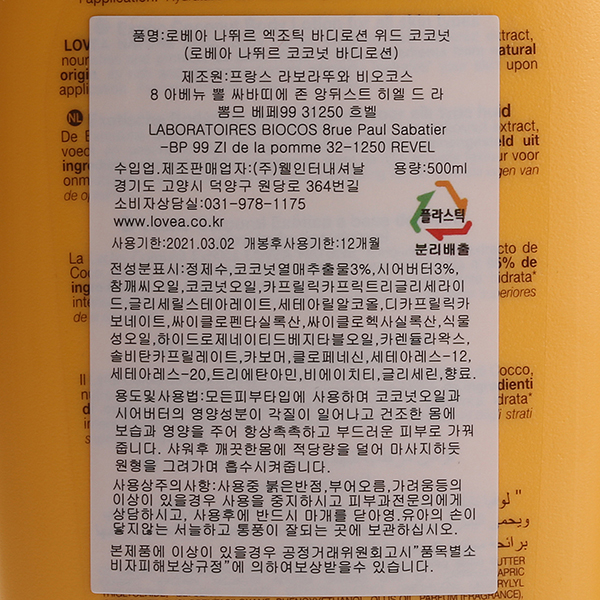 품명:로베아 나뛰르 엑조틱 바디로션 위드 코코넛
(로베아 나뛰르 코코넛 바디로션)
제조원:프랑스 라보라뚜와 비오코스
8 아베뉴 뽈 싸바띠에 존 앙뒤스트 히엘 드 라
뽐므 베페99 31250 흐벨
LABORATOIRES BIOCOS 8rue Paul Sabatier
-BP 99 ZI de la pomme 32-1250 REVEL
수입업.제조판매업자:(주)웰인터내셔날 용량:500ml
경기도 고양시 덕양구 원당로 364번길
소비자상담실:031-978-1175
www.lovea.co.kr
플라스틱
분리배출
사용기한:2021.03.02 개봉후사용기한:12개월
전성분표시:정제수,코코넛열매추출물3%,시어버터3%,
참깨씨오일,코코넛오일,카프릴릭카프릭트리글리세라이
드,글리세릴스테아레이트,세테아릴알코올,디카프릴릭카
보네이트,싸이클로펜타실록산,싸이클로헥사실록산,식물
성오일,하이드로제네이티드베지타블오일,카렌듈라왁스,
솔비탄카프릴레이트,카보머,클로페네신,세테아레스-12,
세테아레스-20,트리에탄아민,비에이치티,글리세린,향료.
용도및사용법:모든피부타입에 사용하며 코코넛오일과
시어버터의 영양성분이 각질이 일어나고 건조한 몸에
보습과 영양을 주어 항상촉촉하고 부드러운 피부로 가꿔
줍니다. 샤워후 깨끗한몸에 적당량을 덜어 마사지하듯
원형을 그려가며 흡수시켜줍니다.
사용상주의사항:사용중 붉은반점,부어오름,가려움등의
이상이 있을경우 사용을 중지하시고 피부과전문의에게
상담하시고, 사용후에 반드시 마개를 닫아영.유아의 손이
닿지않는 서늘하고 통풍이 잘되는 곳에 보관하십시오.
본제품에 이상이 있을경우 공정거래위원회고시"품목별소
비자피해보상규정"에 의하여보상받을수 있음.